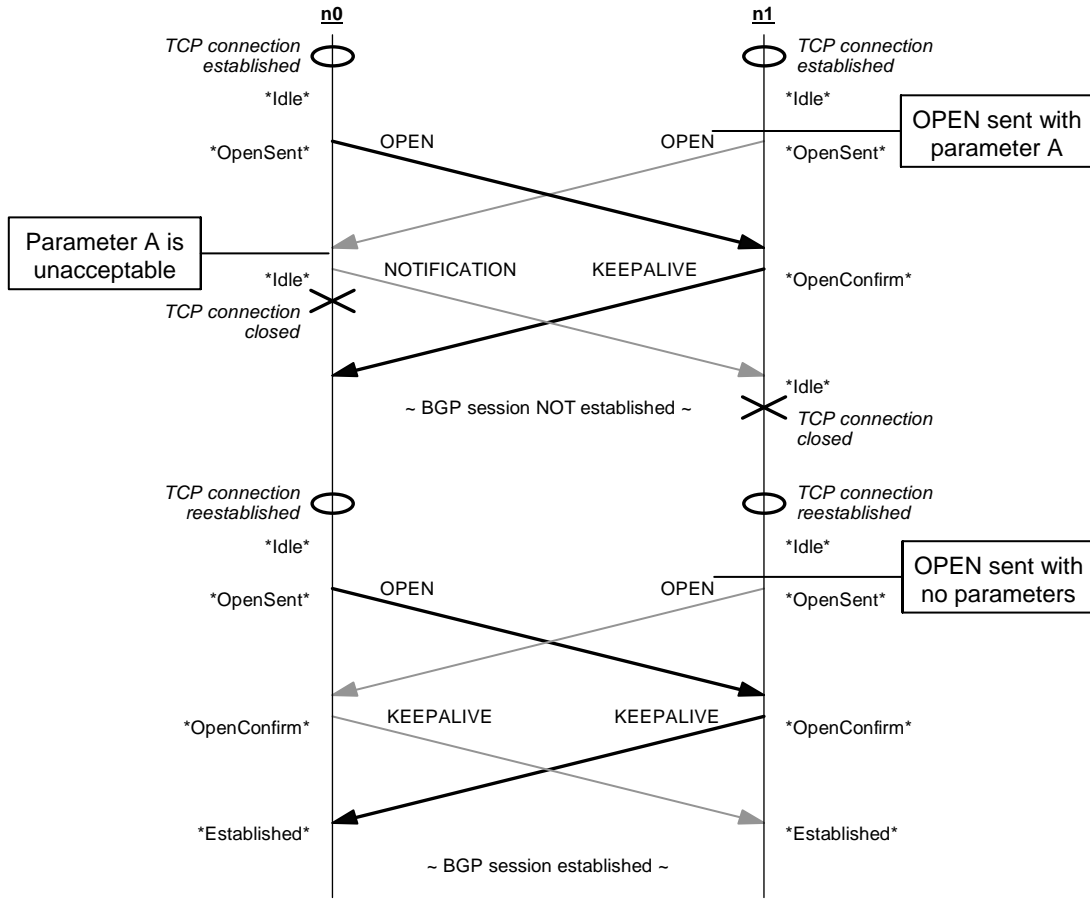 n0
n1
TCP connection
established
TCP connection
established
*Idle*
*Idle*
OPEN sent with
parameter A
*OpenSent*
OPEN
OPEN
*OpenSent*
Parameter A is
unacceptable
*Idle*
NOTIFICATION
KEEPALIVE
*OpenConfirm*
TCP connection
closed
*Idle*
~ BGP session NOT established ~
TCP connection
closed
TCP connection
reestablished
TCP connection
reestablished
*Idle*
*Idle*
OPEN sent with
no parameters
*OpenSent*
OPEN
OPEN
*OpenSent*
*OpenConfirm*
KEEPALIVE
KEEPALIVE
*OpenConfirm*
*Established*
*Established*
~ BGP session established ~